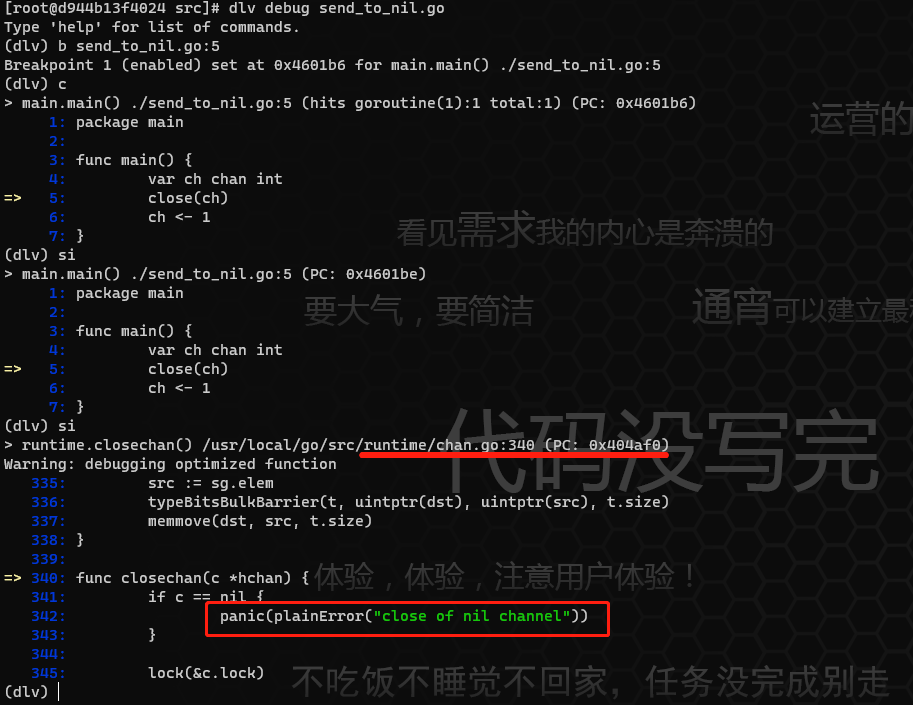 [root@d944b13f4024 src]# dlv debug send_to_nil.go
Type 'help' for list of commands.
(dlv) b send_to_nil.go:5
Breakpoint 1 (enabled) set at 0x4601b6 for main.main() ./send_to_nil.go:5
(dlv) c
> main.main() ./send_to_nil.go:5 (hits goroutine(1):1 total:1) (PC: 0x4601b6)
1: package main
运营的
2:
3: func main() {
4: var ch chan int
=> 5: close(ch)
6: ch <- 1
看见需求我的内心是奔溃的
7: }
(dlv) si
> main.main() ./send_to_nil.go:5 (PC: 0x4601be)
1: package main
2:
要大气，要简洁
通宵可以建立最
3: func main() {
4: var ch chan int
=> 5: close(ch)
6: ch <- 1
7: }
(dlv) si
> runtime.closechan() /usr/local/go/src/runtime/chan.go:340 (PC: 0x404af0)
代码没写完
Warning: debugging optimized function
335: src := sg.elem
336: typeBitsBulkBarrier(t, uintptr(dst), uintptr(src), t.size)
337: memmove(dst, src, t.size)
338: }
339:
=> 340: func closechan(c *hchan) {
体验，体验，注意用户体验！
341: if c == nil {
342: panic(plainError("close of nil channel"))
343: }
344:
345: lock(&c.lock)
不吃饭不睡觉不回家，任务没完成别走
(dlv)